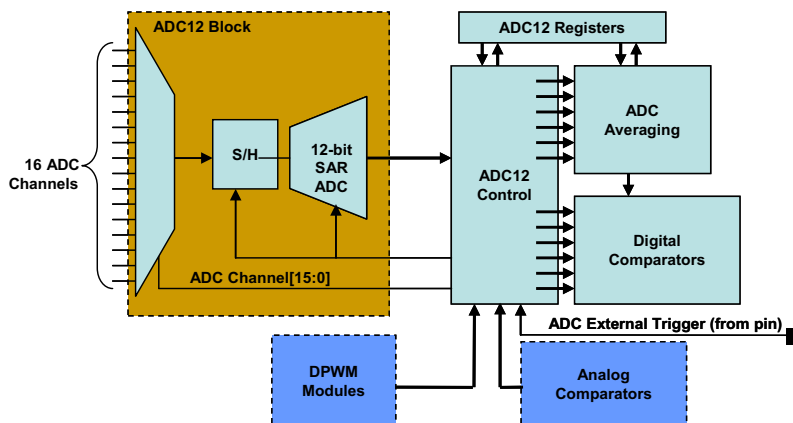 ADC12 Block
ADC12 Registers
ADC
Averaging
16 ADC
Channels
S/H
12-bit
SAR
ADC
ADC12
Control
Digital
Comparators
ADC Channel[15:0]
ADC External Trigger (from pin)
DPWM
Modules
Analog
Comparators